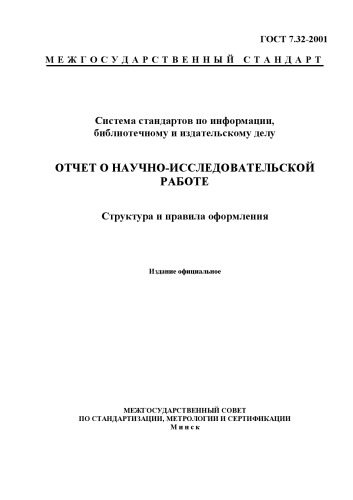 ГОСТ 7.32-2001
МЕЖГОСУДАРСТВЕННЫЙ СТАНДАРТ
Система стандартов по информации,
библиотечному и издательскому делу
ОТЧЕТ О НАУЧНО-ИССЛЕДОВАТЕЛЬСКОЙ
РАБОТЕ
Структура и правила оформления
Издание официальное
МЕЖГОСУДАРСТВЕННЫЙ СОВЕТ
ПО СТАНДАРТИЗАЦИИ, МЕТРОЛОГИИ И СЕРТИФИКАЦИИ
Минск